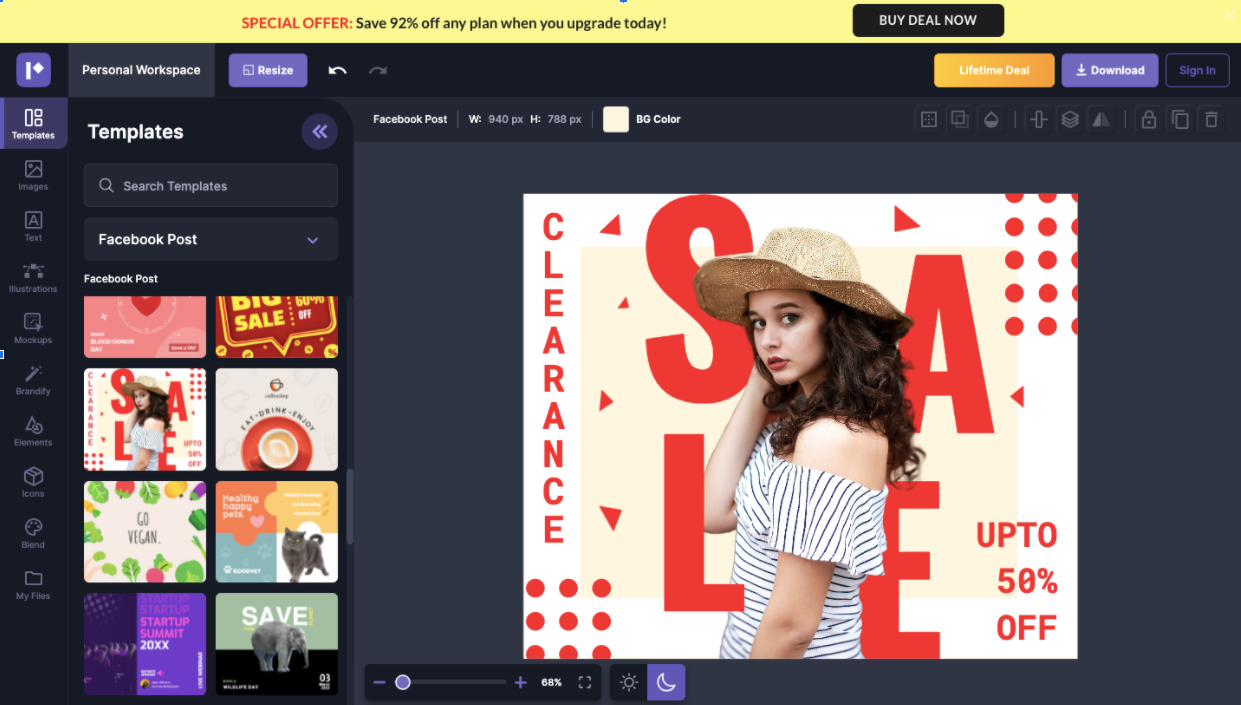 SPECIAL OFFER: Save 92% off any plan when you upgrade today!
BUY DEAL NOW
Personal Workspace
Resize
Lifetime Deal
Download
Sign In
Templates
Images
Text
Illustrations
Mockups
Brandify
Elements
Icons
Blend
My Files
Templates
Search Templates
Facebook Post
Facebook Post
BLOOD DONOR
DAY
BIG
SALE
60%
OFF
CLEARANCE
SALE
UPTO
50%
OFF
EAT-DRINK-ENJOY
GO
VEGAN.
Healthy
happy
pets.
GOODVET
STARTUP
STARTUP
STARTUP
SUMMIT
20XX
LIVE WEBINAR
SAVE
WILDLIFE DAY
03
Facebook Post
W: 940 px H: 788 px
BG Color
CLEARANCE
SALE
UPTO
50%
OFF
68%